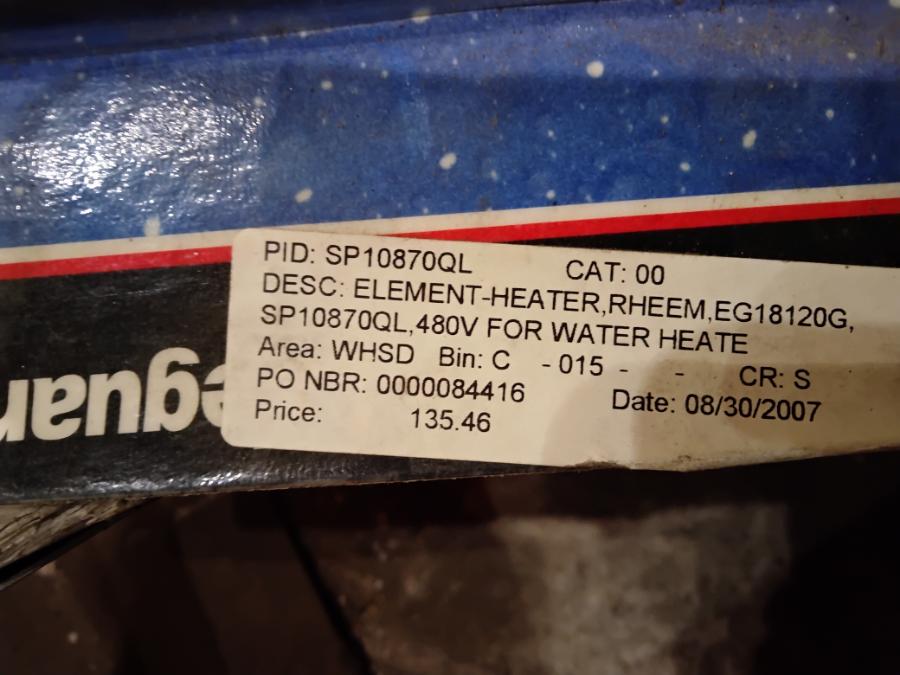 PID: SP10870QL CAT: 00
DESC: ELEMENT-HEATER,RHEEM,EG18120G,
SP10870QL,480V FOR WATER HEATE
Area: WHSD Bin: C - 015 - - CR: S
PO NBR: 0000084416 Date: 08/30/2007
Price: 135.46